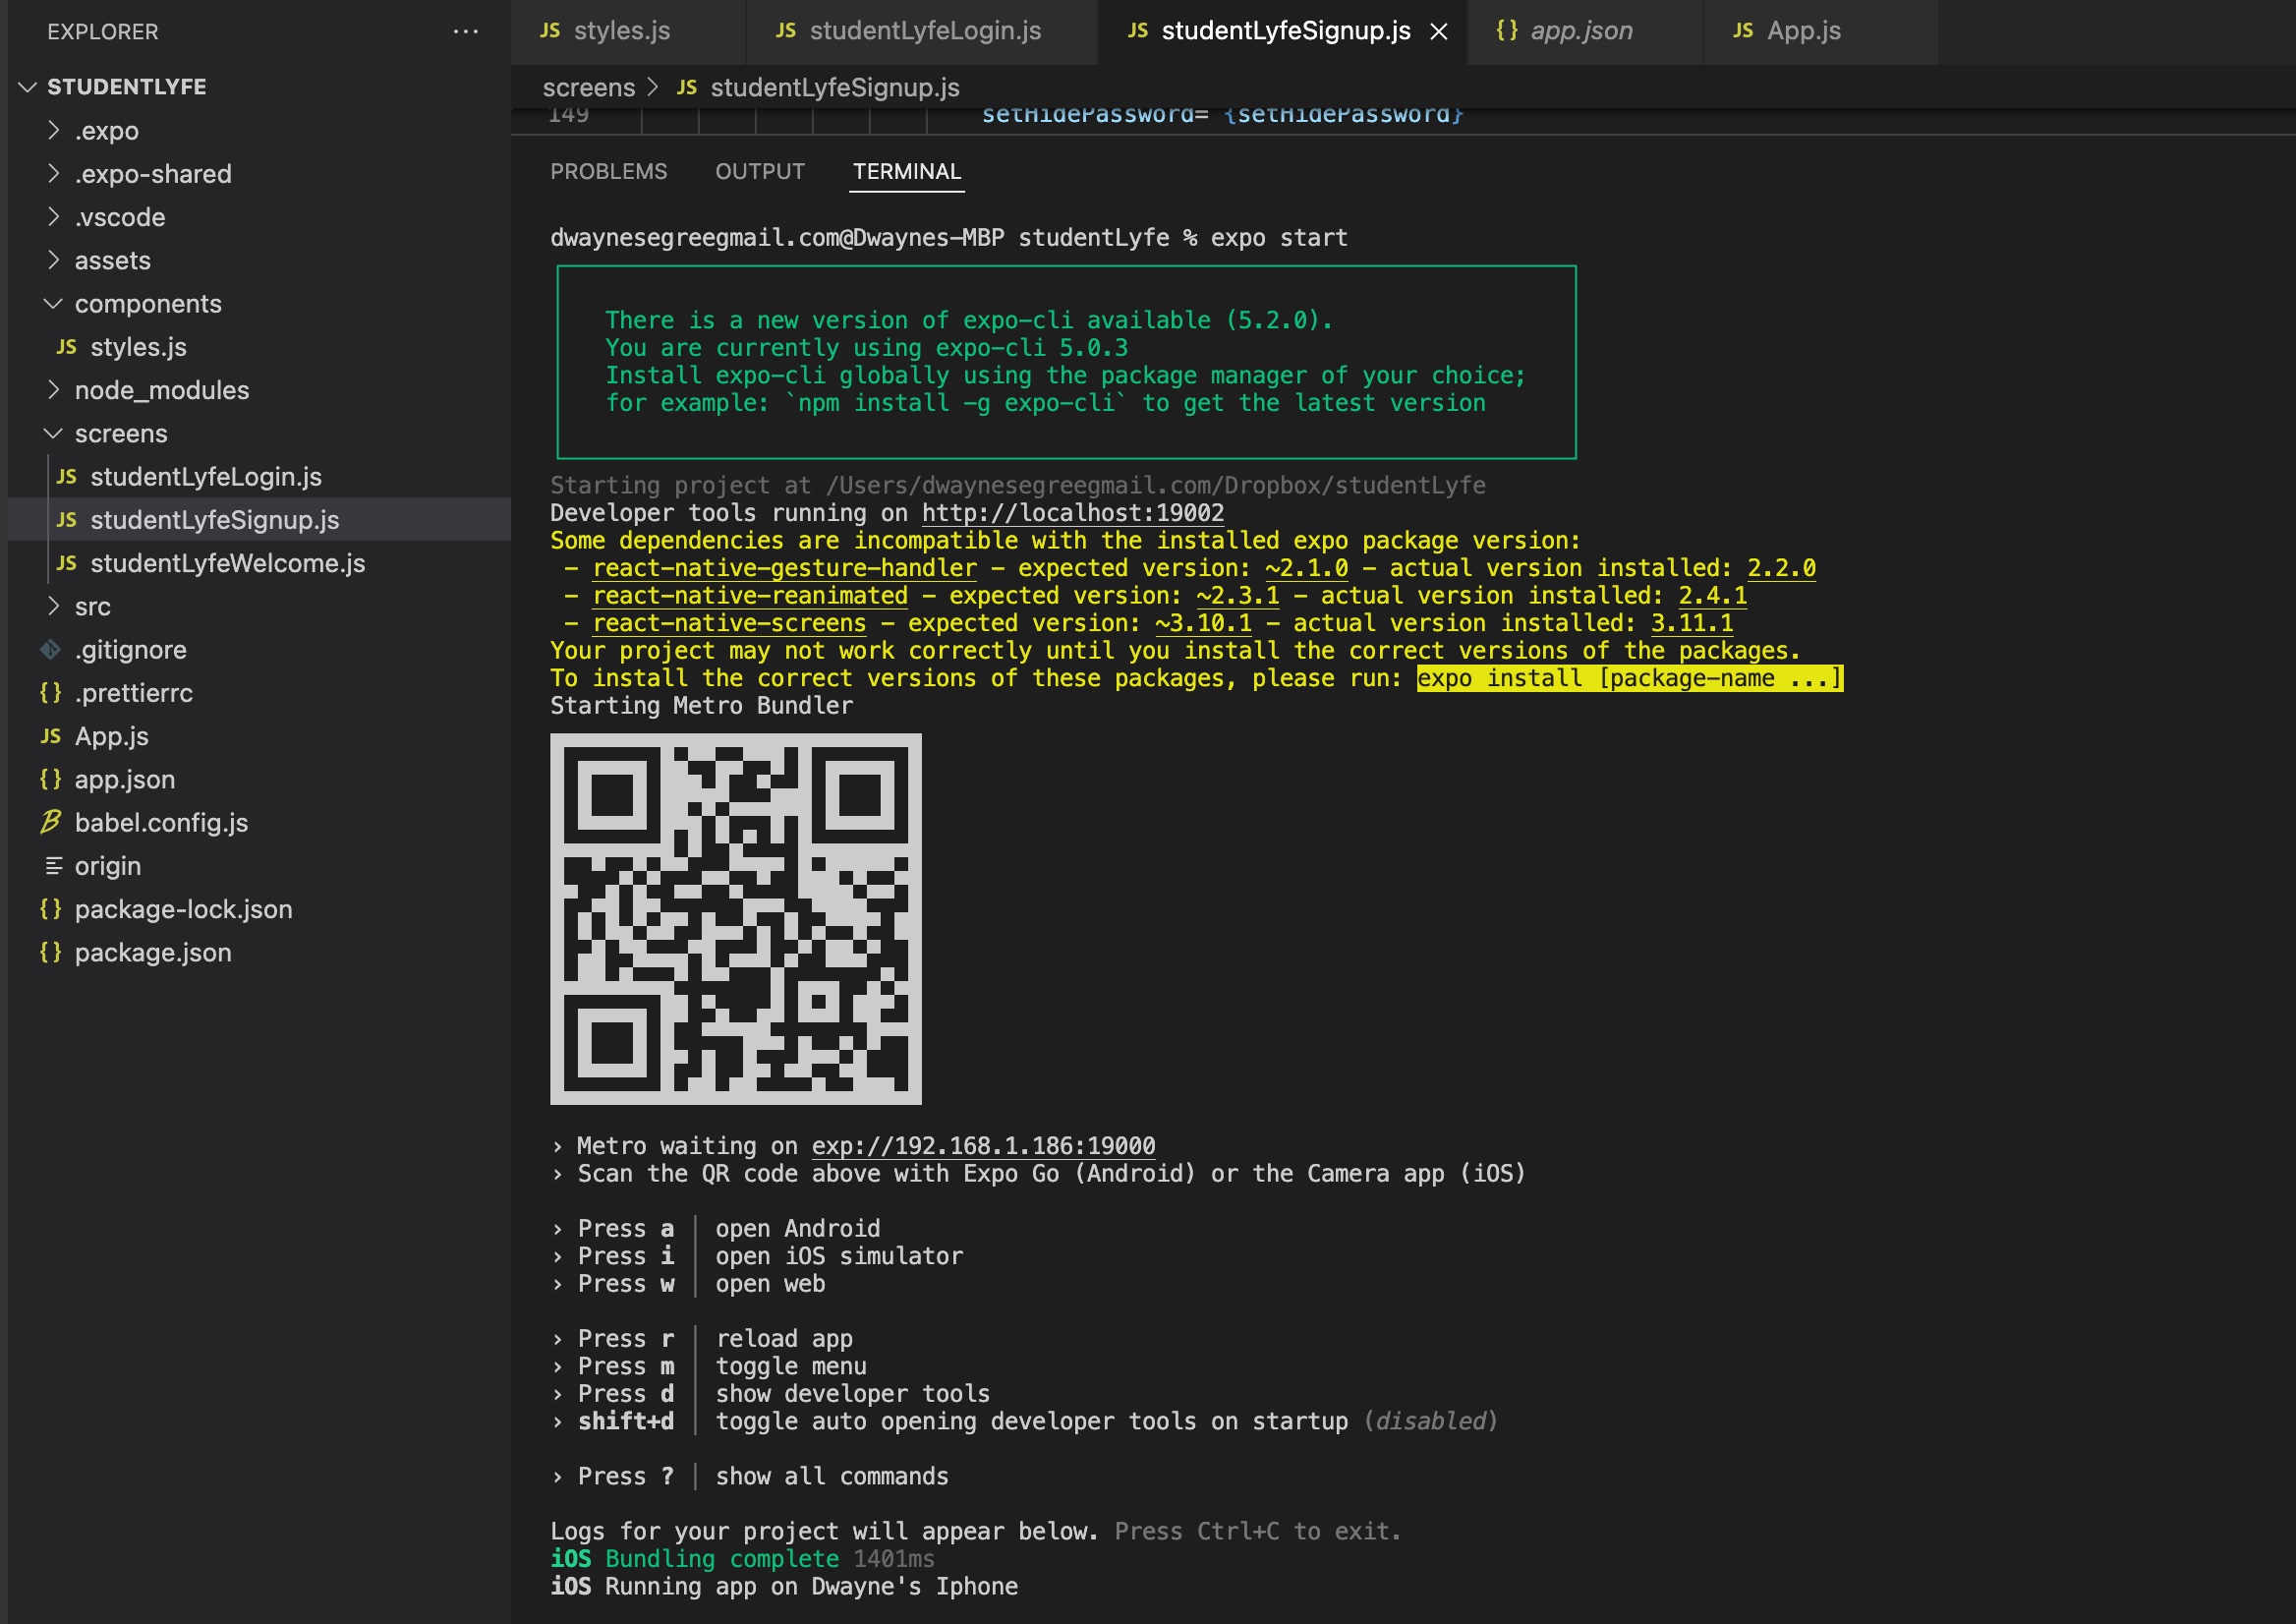 EXPLORER
...
STUDENTLYFE
.expo
.expo-shared
.vscode
assets
components
JS styles.js
node_modules
screens
JS studentLyfeLogin.js
JS studentLyfeSignup.js
JS studentLyfeWelcome.js
src
.gitignore
{} .prettierrc
JS App.js
{} app.json
babel.config.js
origin
{} package-lock.json
{} package.json
JS styles.js
JS studentLyfeLogin.js
JS studentLyfeSignup.js
{} app.json
JS App.js
screens > JS studentLyfeSignup.js
149 setHidePassword= {setHidePassword}
PROBLEMS OUTPUT TERMINAL
dwaynesegreegmail.com@Dwaynes-MBP studentLyfe % expo start
There is a new version of expo-cli available (5.2.0).
You are currently using expo-cli 5.0.3
Install expo-cli globally using the package manager of your choice;
for example: `npm install -g expo-cli` to get the latest version
Starting project at /Users/dwaynesegreegmail.com/Dropbox/studentLyfe
Developer tools running on http://localhost:19002
Some dependencies are incompatible with the installed expo package version:
- react-native-gesture-handler - expected version: ~2.1.0 - actual version installed: 2.2.0
- react-native-reanimated - expected version: ~2.3.1 - actual version installed: 2.4.1
- react-native-screens - expected version: ~3.10.1 - actual version installed: 3.11.1
Your project may not work correctly until you install the correct versions of the packages.
To install the correct versions of these packages, please run: expo install [package-name ...]
Starting Metro Bundler
› Metro waiting on exp://192.168.1.186:19000
› Scan the QR code above with Expo Go (Android) or the Camera app (iOS)
› Press a │ open Android
› Press i │ open iOS simulator
› Press w │ open web
› Press r │ reload app
› Press m │ toggle menu
› Press d │ show developer tools
› shift+d │ toggle auto opening developer tools on startup (disabled)
› Press ? │ show all commands
Logs for your project will appear below. Press Ctrl+C to exit.
iOS Bundling complete 1401ms
iOS Running app on Dwayne's Iphone